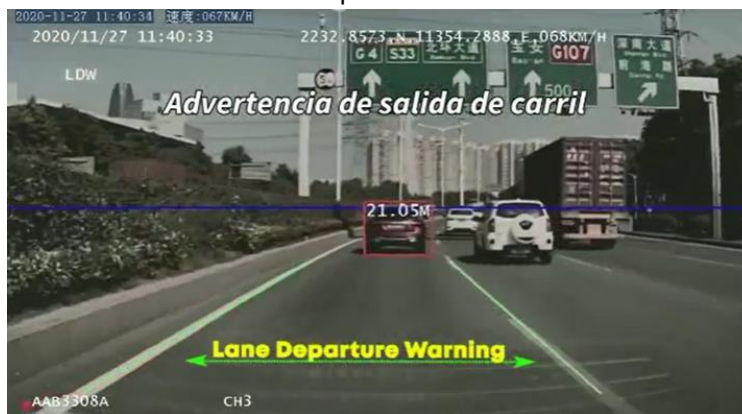 2020-11-27 11:40:34 速度:067KM/H
2020/11/27 11:40:33 2232.8573,N,11354.2888,E,068KM/H
LDW
G4 S33 北环大道
宝安 G107
500
深南大道
前海路
Advertencia de salida de carril
21.05M
Lane Departure Warning
AAB3308A CH3